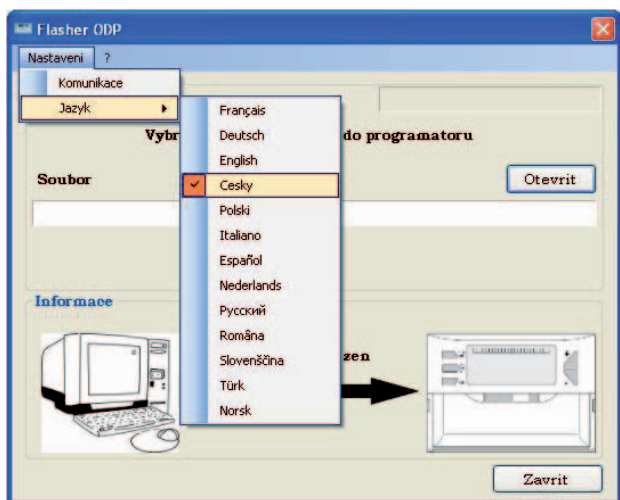 Flasher ODP
Nastaveni ?
Komunikace
Jazyk
Français
Deutsch
English
Cesky
Polski
Italiano
Español
Nederlands
Русский
Româna
Slovenščina
Türk
Norsk
Vybr do programatoru
Soubor
Otevrit
Informace
zen
Zavrit